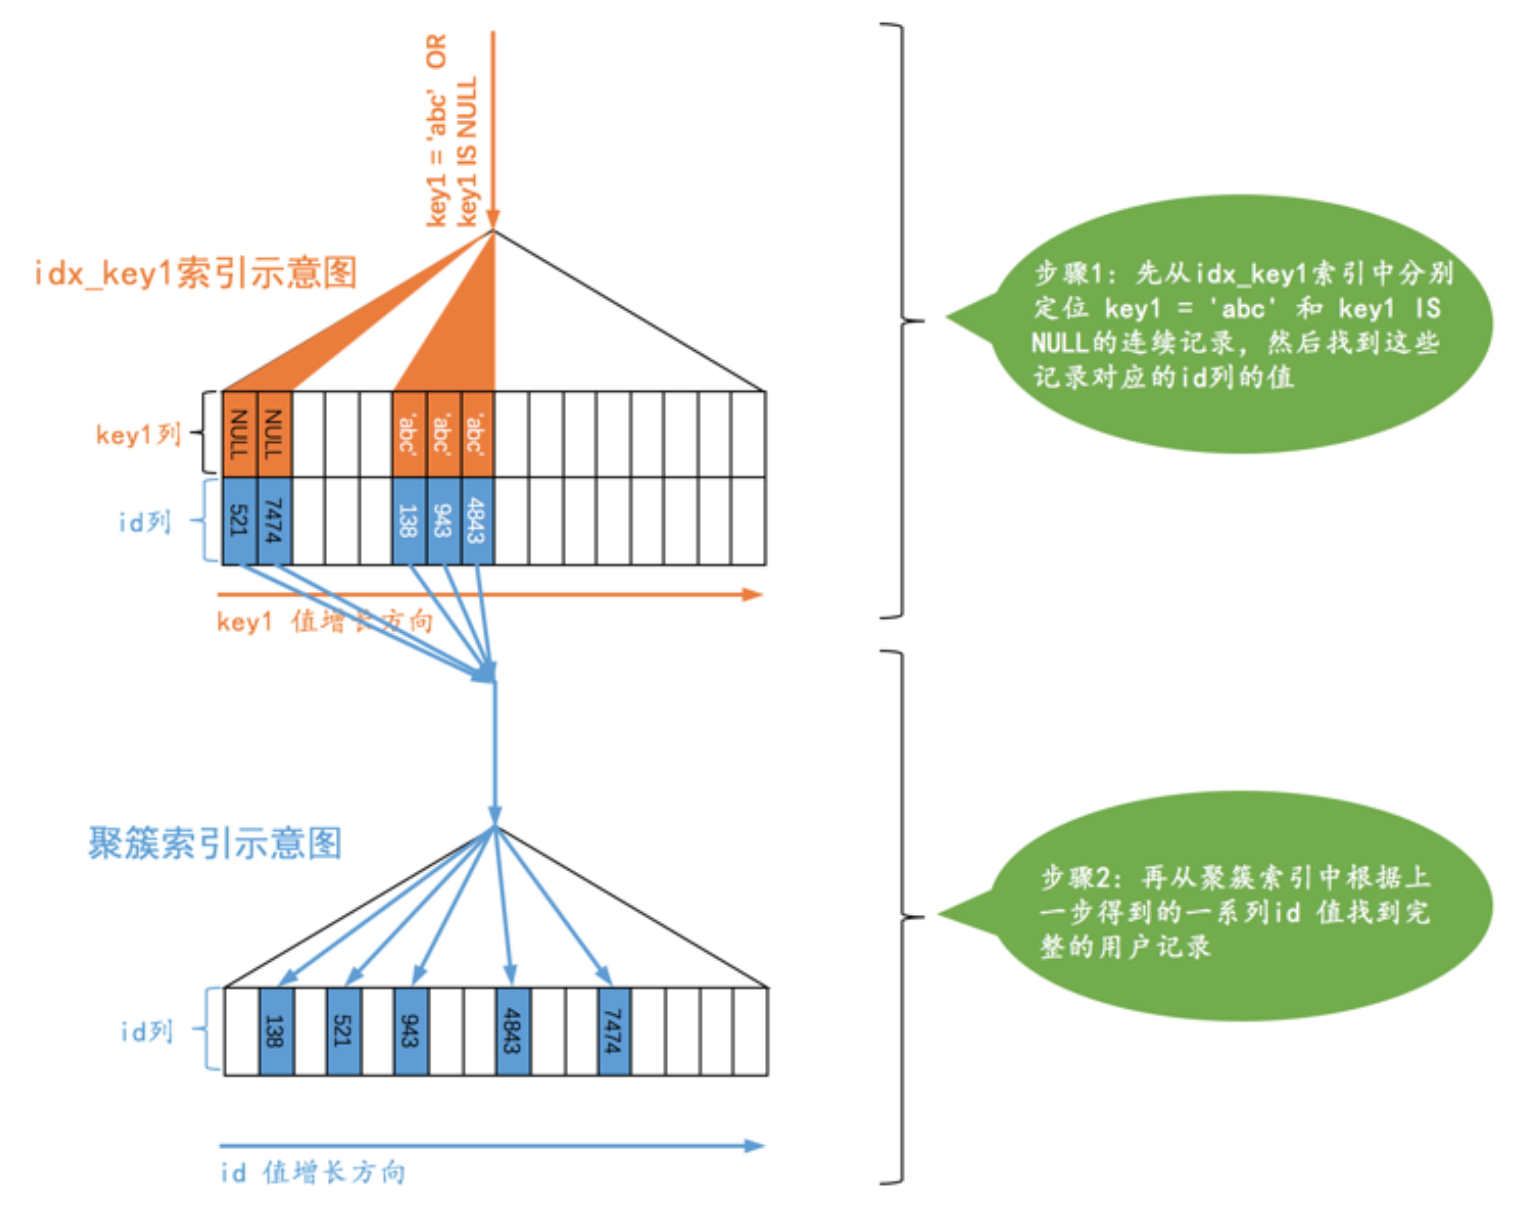 key1 = 'abc' OR
key1 IS NULL
idx_key1索引示意图
key1列
NULL
NULL
'abc'
'abc'
'abc'
id列
521
7474
138
943
4843
key1 值增长方向
步骤1: 先从idx_key1索引中分别
定位 key1 = 'abc' 和 key1 IS
NULL的连续记录, 然后找到这些
记录对应的id列的值
聚簇索引示意图
id列
138
521
943
4843
7474
id 值增长方向
步骤2: 再从聚簇索引中根据上
一步得到的一系列id 值找到完
整的用户记录